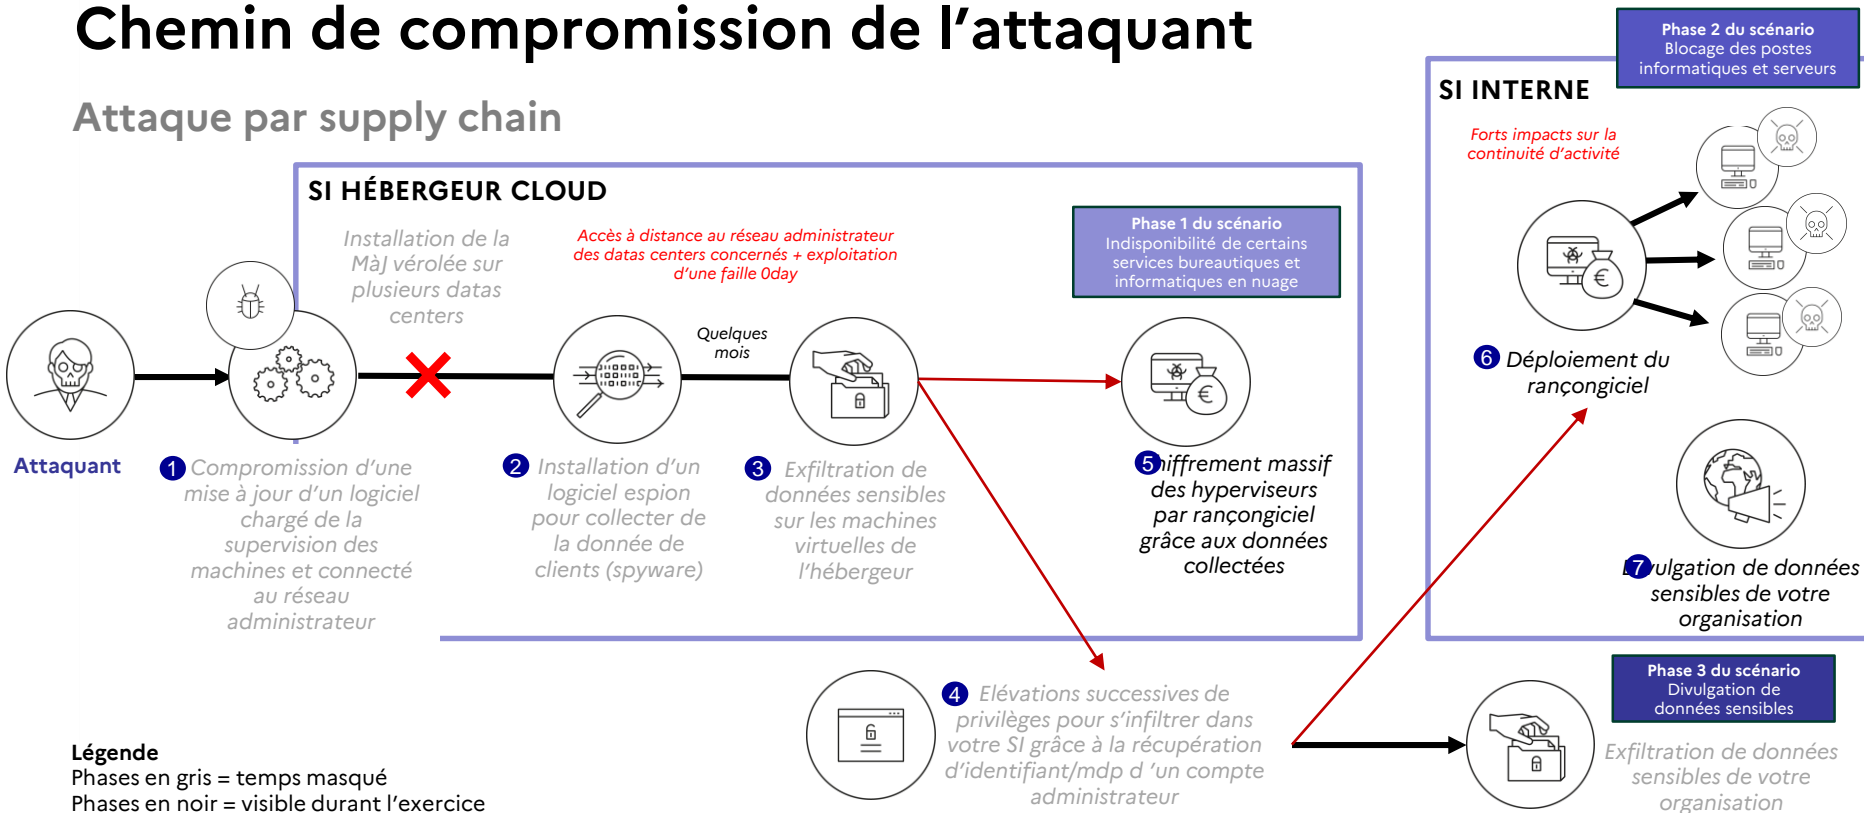 Chemin de compromission de l'attaquant
Attaque par supply chain
SI HÉBERGEUR CLOUD
Installation de la
MàJ vérolée sur
plusieurs datas
centers
Accès à distance au réseau administrateur
des datas centers concernés + exploitation
d'une faille 0day
Phase 1 du scénario
Indisponibilité de certains
services bureautiques et
informatiques en nuage
Quelques
mois
Attaquant
1 Compromission d'une
mise à jour d'un logiciel
chargé de la
supervision des
machines et connecté
au réseau
administrateur
2 Installation d'un
logiciel espion
pour collecter de
la donnée de
clients (spyware)
3 Exfiltration de
données sensibles
sur les machines
virtuelles de
l'hébergeur
5 hiffrement massif
des hyperviseurs
par rançongiciel
grâce aux données
collectées
4 Elévations successives de
privilèges pour s'infiltrer dans
votre SI grâce à la récupération
d'identifiant/mdp d 'un compte
administrateur
Phase 2 du scénario
Blocage des postes
informatiques et serveurs
SI INTERNE
Forts impacts sur la
continuité d'activité
6 Déploiement du
rançongiciel
7 vulgation de données
sensibles de votre
organisation
Phase 3 du scénario
Divulgation de
données sensibles
Exfiltration de données
sensibles de votre
organisation
Légende
Phases en gris = temps masqué
Phases en noir = visible durant l'exercice